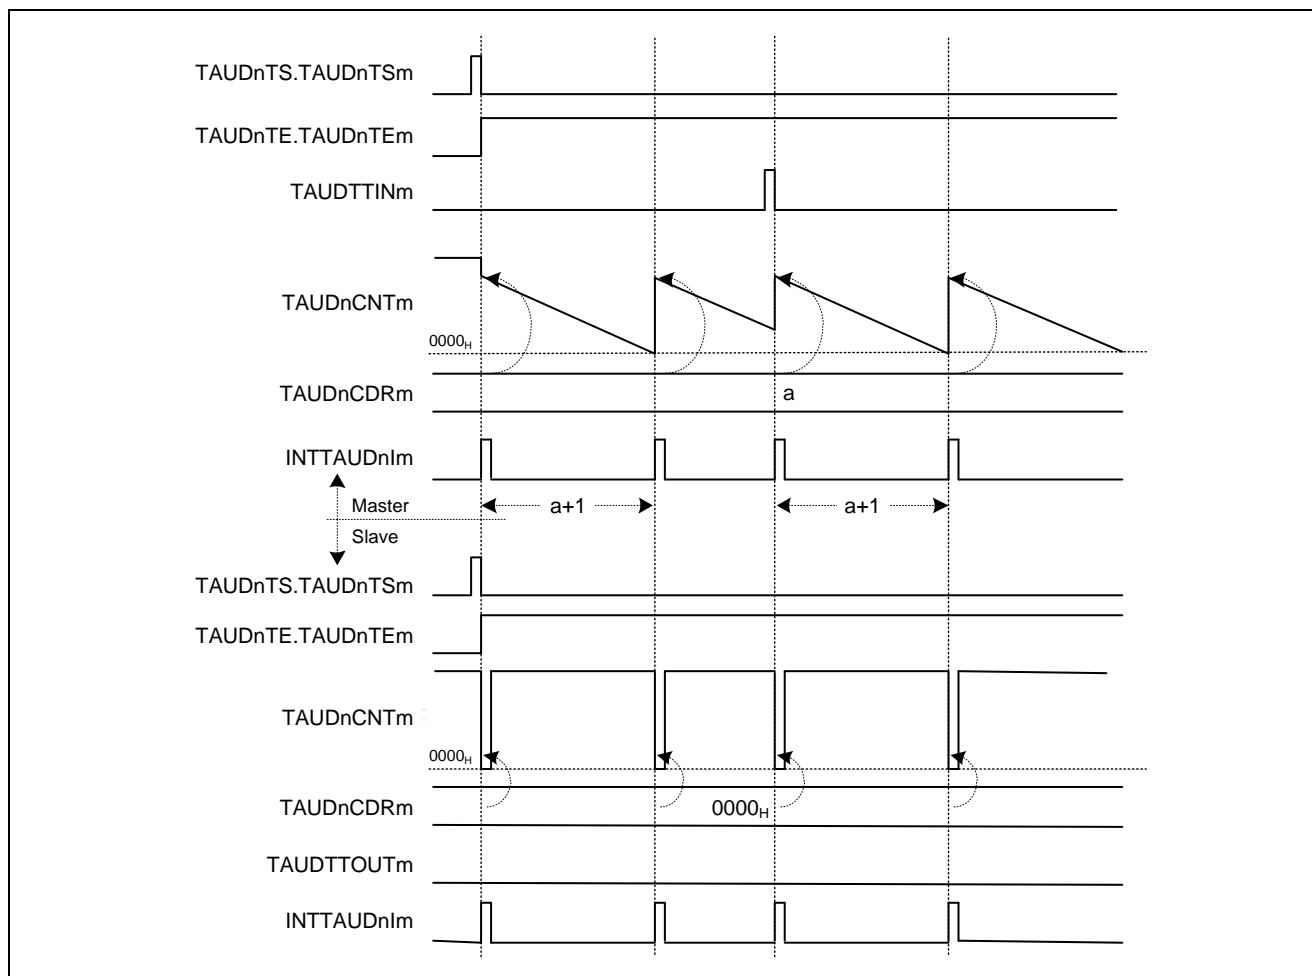 TAUDnTS.TAUDnTSm
TAUDnTE.TAUDnTEm
TAUDTTINm
TAUDnCNTm
0000H
TAUDnCDRm
a
INTTAUDnIm
Master
a+1
a+1
Slave
TAUDnTS.TAUDnTSm
TAUDnTE.TAUDnTEm
TAUDnCNTm
0000H
TAUDnCDRm
0000H
TAUDTTOUTm
INTTAUDnIm